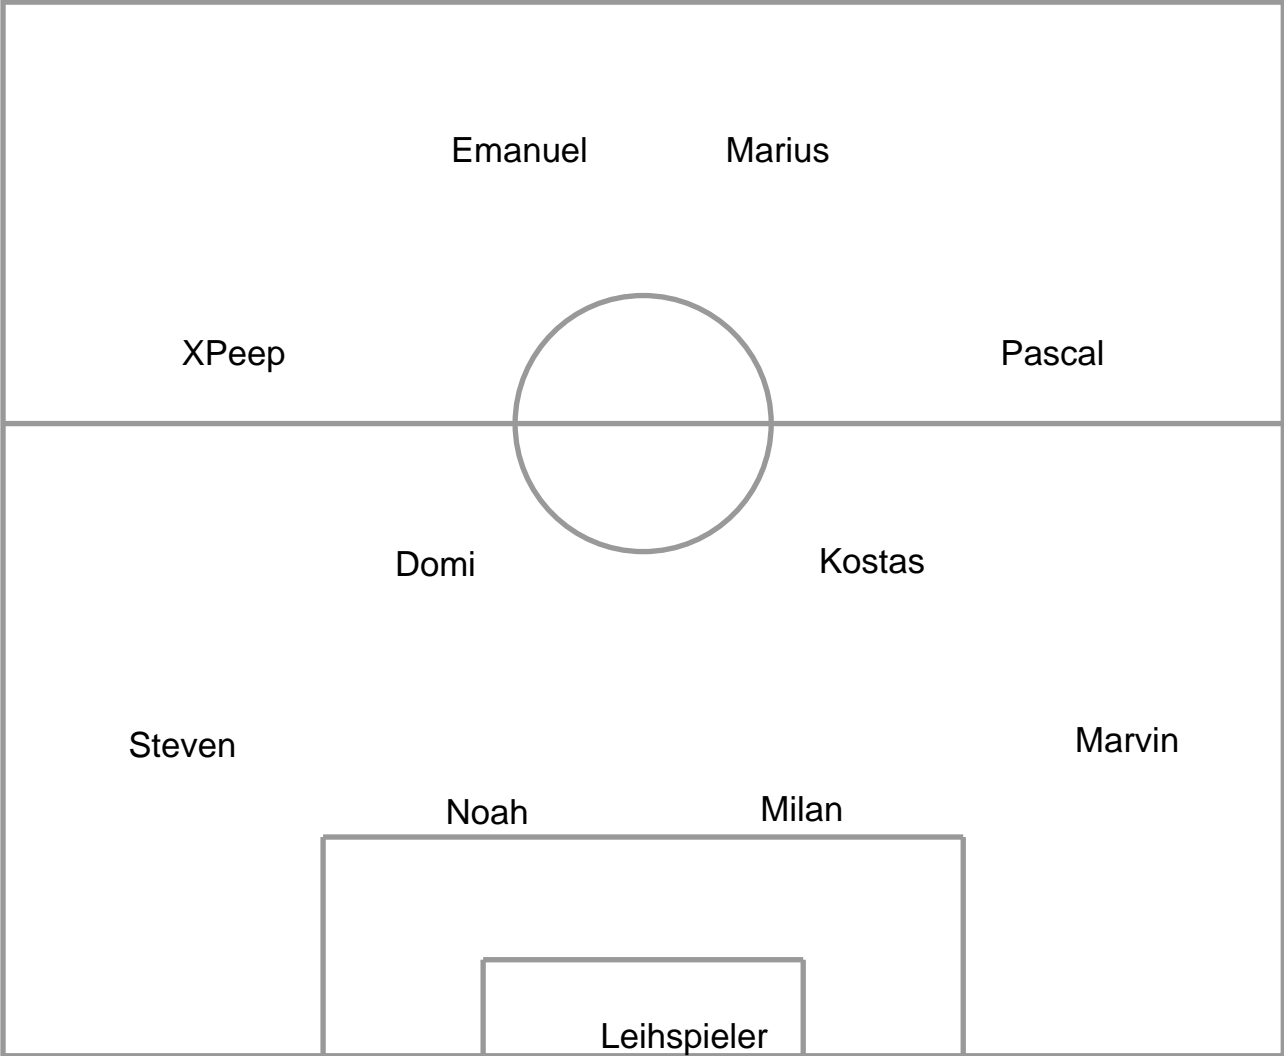 Emanuel Marius
XPeep Pascal
Domi Kostas
Steven Marvin
Noah Milan
Leihspieler